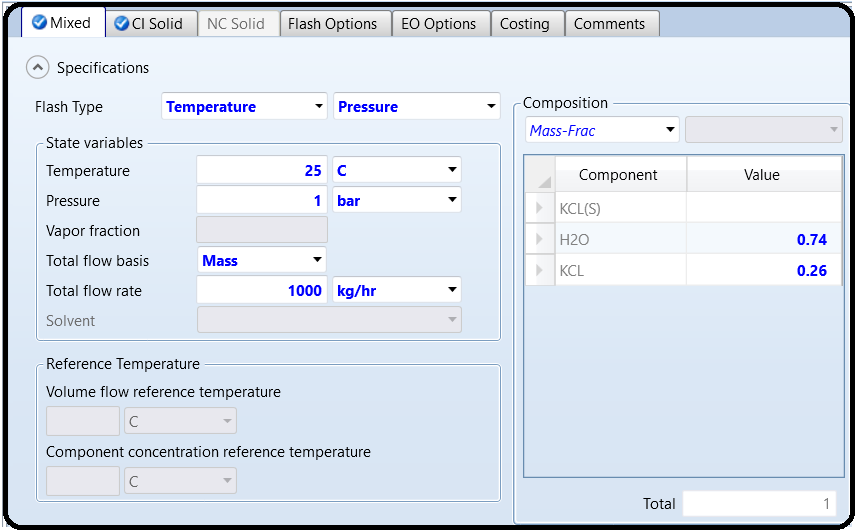 Mixed CI Solid NC Solid Flash Options EO Options Costing Comments
Specifications
Flash Type Temperature Pressure
State variables
Temperature 25 C
Pressure 1 bar
Vapor fraction
Total flow basis Mass
Total flow rate 1000 kg/hr
Solvent
Reference Temperature
Volume flow reference temperature
C
Component concentration reference temperature
C
Composition
Mass-Frac
Component Value
KCL(S)
H2O 0.74
KCL 0.26
Total 1